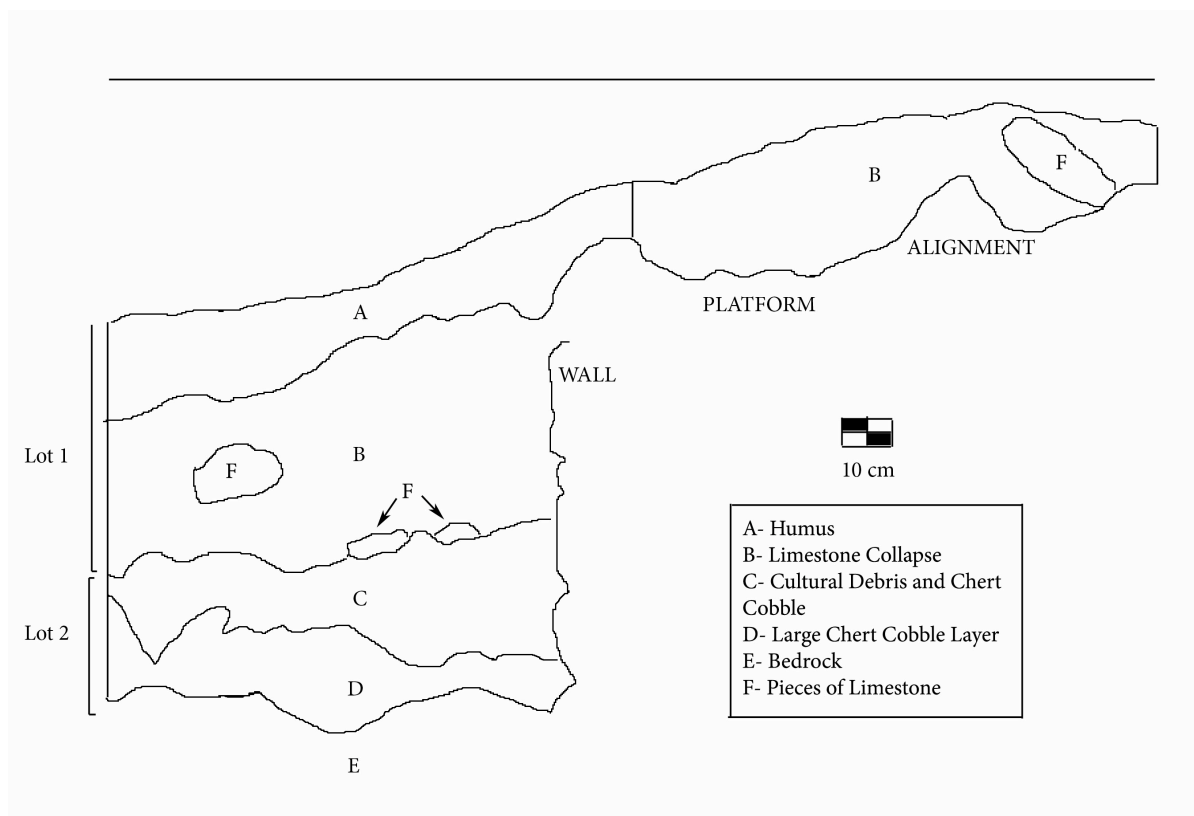 B
F
ALIGNMENT
PLATFORM
A
WALL
Lot 1
B
F
F
10 cm
C
Lot 2
D
E
A- Humus
B- Limestone Collapse
C- Cultural Debris and Chert
Cobble
D- Large Chert Cobble Layer
E- Bedrock
F- Pieces of Limestone